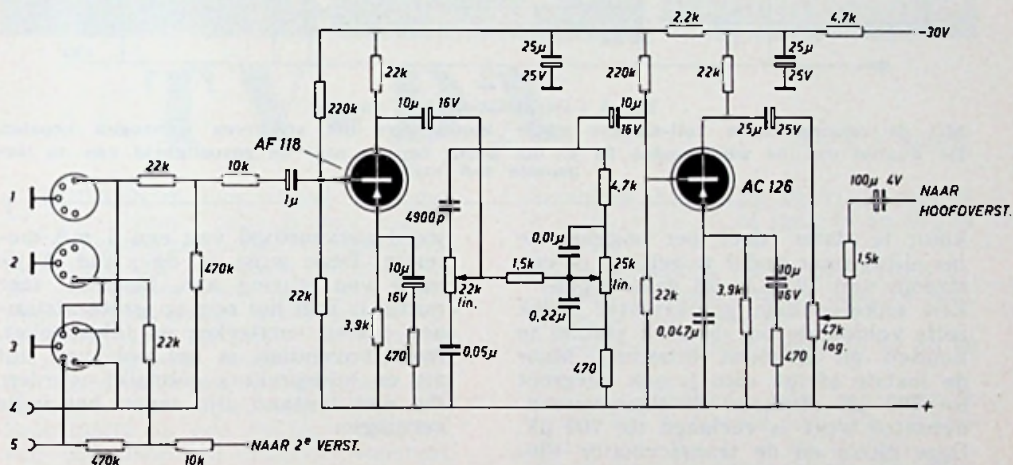 2.2k
4.7k
-30V
25µ
25V
22k
220k
22k
25µ
25V
220k
10µ 16V
10µ
16V
25µ 25V
AF 118
AC 126
22k
10k
1µ
4,7k
100µ 4V
NAAR
HOOFDVERST.
1
4900p
0,01µ
2
470k
10µ
16V
1,5k
25k
lin.
1,5k
22k
lin.
10µ
16V
22k
3,9k
0,22µ
22k
3,9k
47k
log.
3
22k
470
0,05µ
470
0,047µ
470
4
+
5
NAAR 2e VERST.
470k
10k